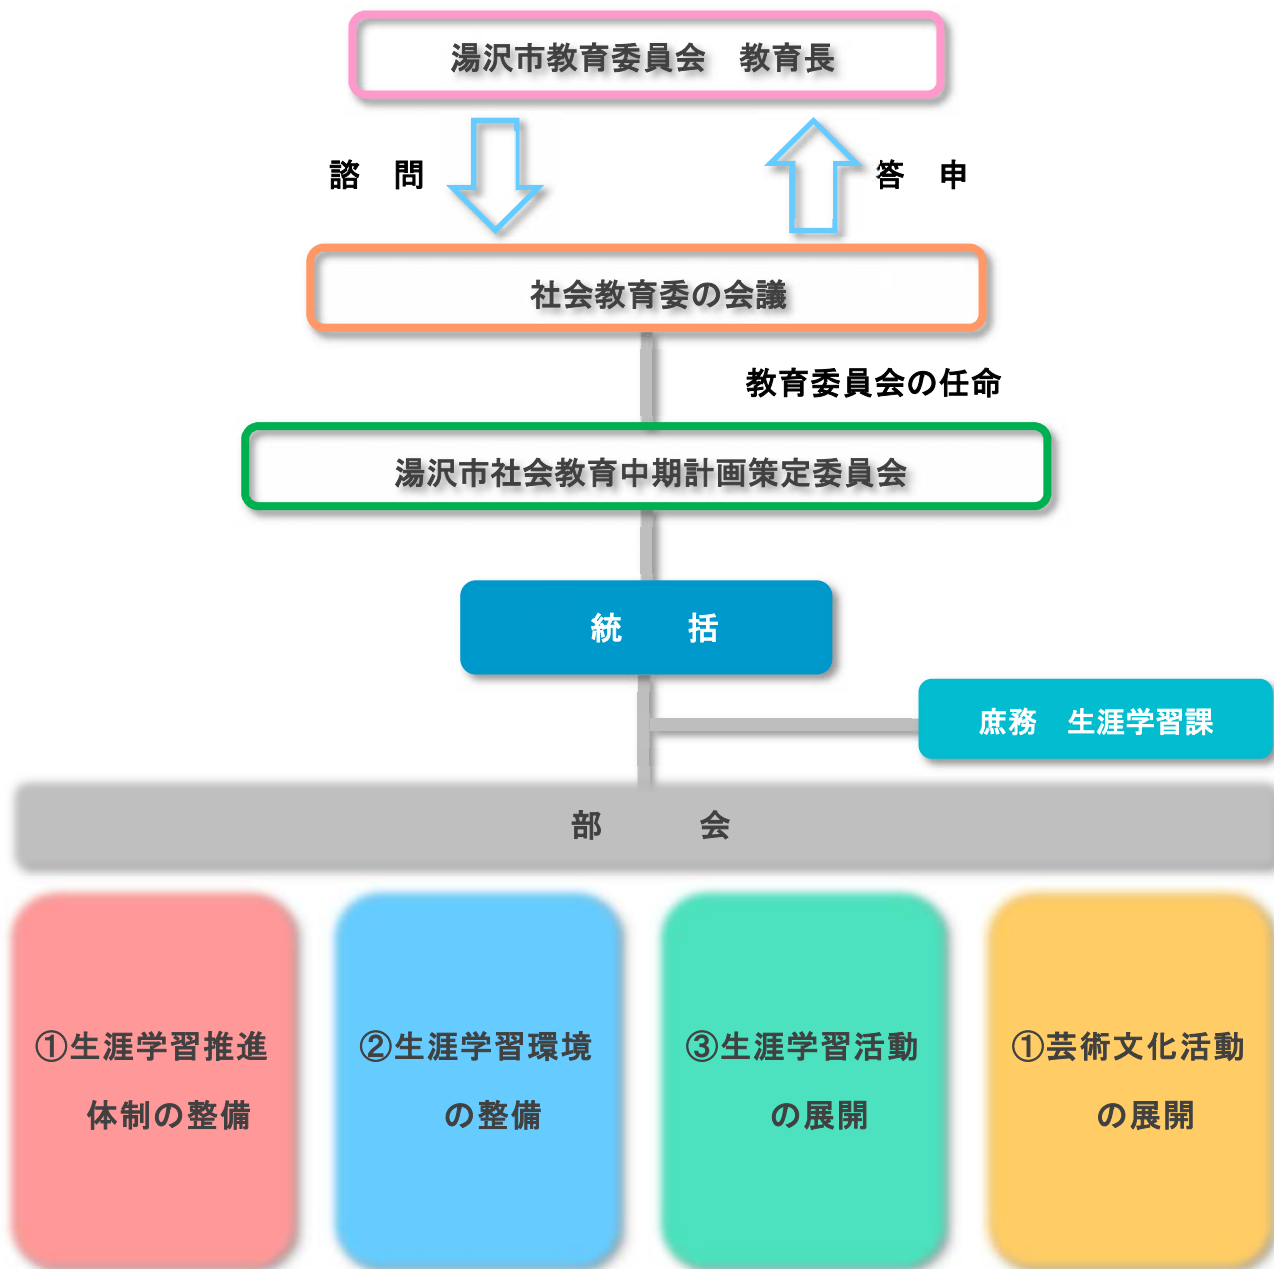 湯沢市教育委員会　教育長
諮　問
答　申
社会教育委の会議
教育委員会の任命
湯沢市社会教育中期計画策定委員会
統　　括
庶務　生涯学習課
部　　　会
①生涯学習推進
体制の整備
②生涯学習環境
の整備
③生涯学習活動
の展開
①芸術文化活動
の展開